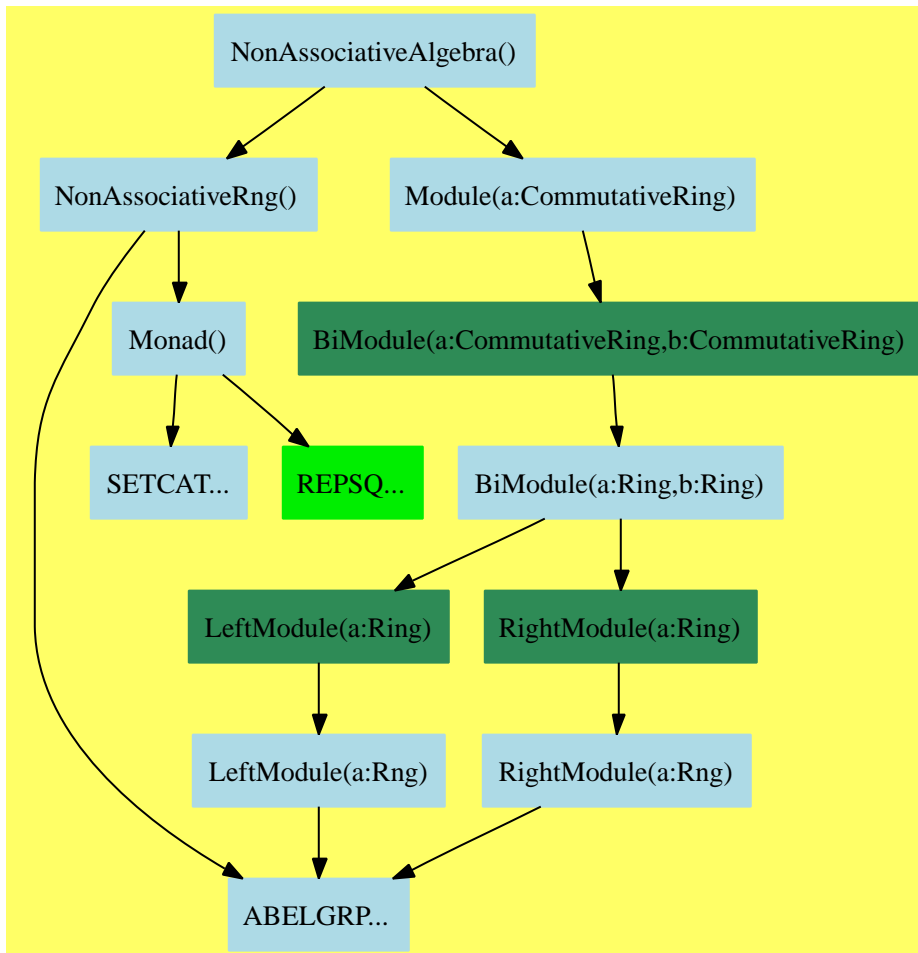 NonAssociativeAlgebra()
NonAssociativeRng()
Module(a:CommutativeRing)
Monad()
BiModule(a:CommutativeRing,b:CommutativeRing)
SETCAT...
REPSQ...
BiModule(a:Ring,b:Ring)
LeftModule(a:Ring)
RightModule(a:Ring)
LeftModule(a:Rng)
RightModule(a:Rng)
ABELGRP...